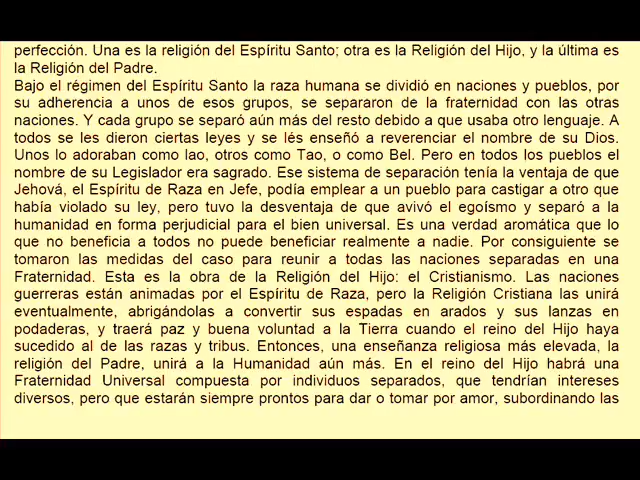 perfección. Una es la religión del Espíritu Santo; otra es la Religión del Hijo, y la última es
la Religión del Padre.
Bajo el régimen del Espíritu Santo la raza humana se dividió en naciones y pueblos, por
su adherencia a unos de esos grupos, se separaron de la fraternidad con las otras
naciones. Y cada grupo se separó aún más del resto debido a que usaba otro lenguaje. A
todos se les dieron ciertas leyes y se lés enseñó a reverenciar el nombre de su Dios.
Unos lo adoraban como Iao, otros como Tao, o como Bel. Pero en todos los pueblos el
nombre de su Legislador era sagrado. Ese sistema de separación tenía la ventaja de que
Jehová, el Espíritu de Raza en Jefe, podía emplear a un pueblo para castigar a otro que
había violado su ley, pero tuvo la desventaja de que avivó el egoísmo y separó a la
humanidad en forma perjudicial para el bien universal. Es una verdad aromática que lo
que no beneficia a todos no puede beneficiar realmente a nadie. Por consiguiente se
tomaron las medidas del caso para reunir a todas las naciones separadas en una
Fraternidad. Esta es la obra de la Religión del Hijo: el Cristianismo. Las naciones
guerreras están animadas por el Espíritu de Raza, pero la Religión Cristiana las unirá
eventualmente, abrigándolas a convertir sus espadas en arados y sus lanzas en
podaderas, y traerá paz y buena voluntad a la Tierra cuando el reino del Hijo haya
sucedido al de las razas y tribus. Entonces, una enseñanza religiosa más elevada, la
religión del Padre, unirá a la Humanidad aún más. En el reino del Hijo habrá una
Fraternidad Universal compuesta por individuos separados, que tendrían intereses
diversos, pero que estarán siempre prontos para dar o tomar por amor, subordinando las